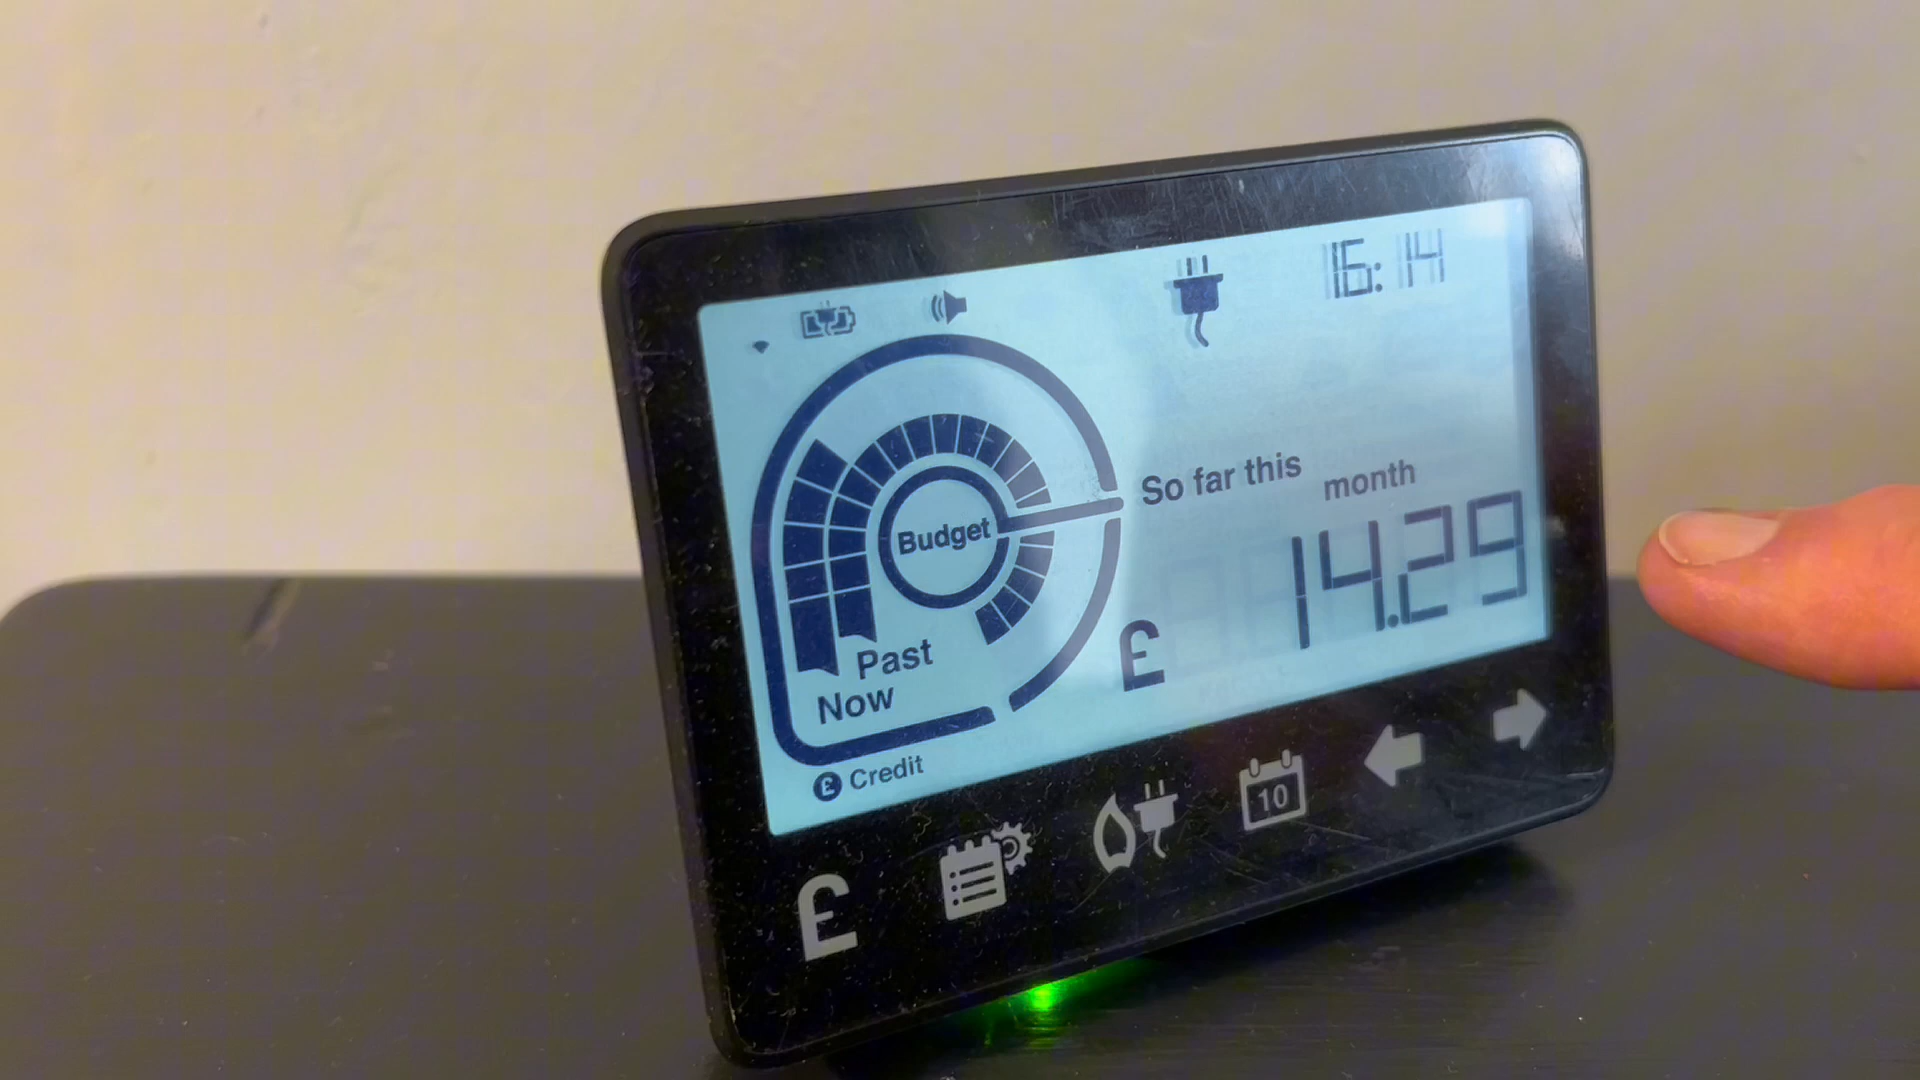 16:14
So far this month
£ 14.29
Budget
Past
Now
£ Credit
£
10